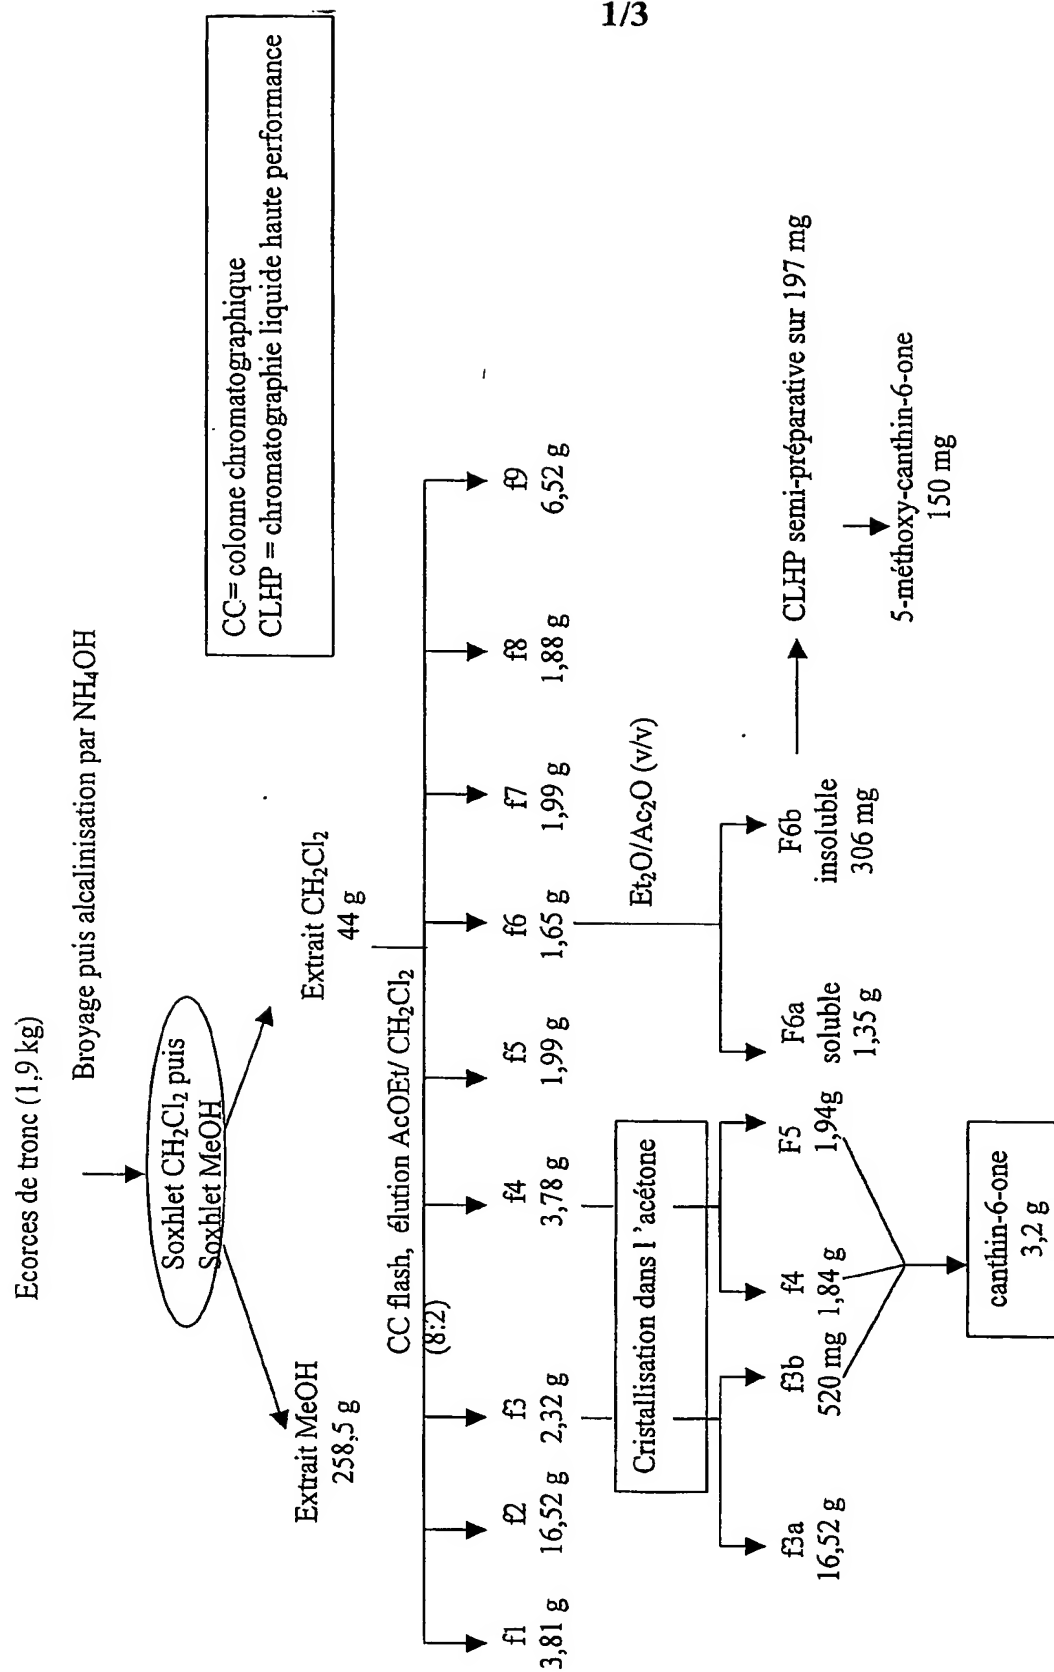 1/3
Ecorces de tronc (1,9 kg)
Broyage puis alcalinisation par NH₄OH
Soxhlet CH₂Cl₂ puis
Soxhlet MeOH
CC= colonne chromatographique
CLHP = chromatographie liquide haute performance
Extrait MeOH
258,5 g
Extrait CH₂Cl₂
44 g
CC flash, élution AcOEt/ CH₂Cl₂
(8:2)
f1
3,81 g
f2
16,52 g
f3
2,32 g
f4
3,78 g
f5
1,99 g
f6
1,65 g
f7
1,99 g
f8
1,88 g
f9
6,52 g
Cristallisation dans l 'acétone
Et₂O/Ac₂O (v/v)
f3a
16,52 g
f3b
520 mg
f4
1,84 g
F5
1,94g
F6a
soluble
1,35 g
F6b
insoluble
306 mg
CLHP semi-préparative sur 197 mg
5-méthoxy-canthin-6-one
150 mg
canthin-6-one
3,2 g